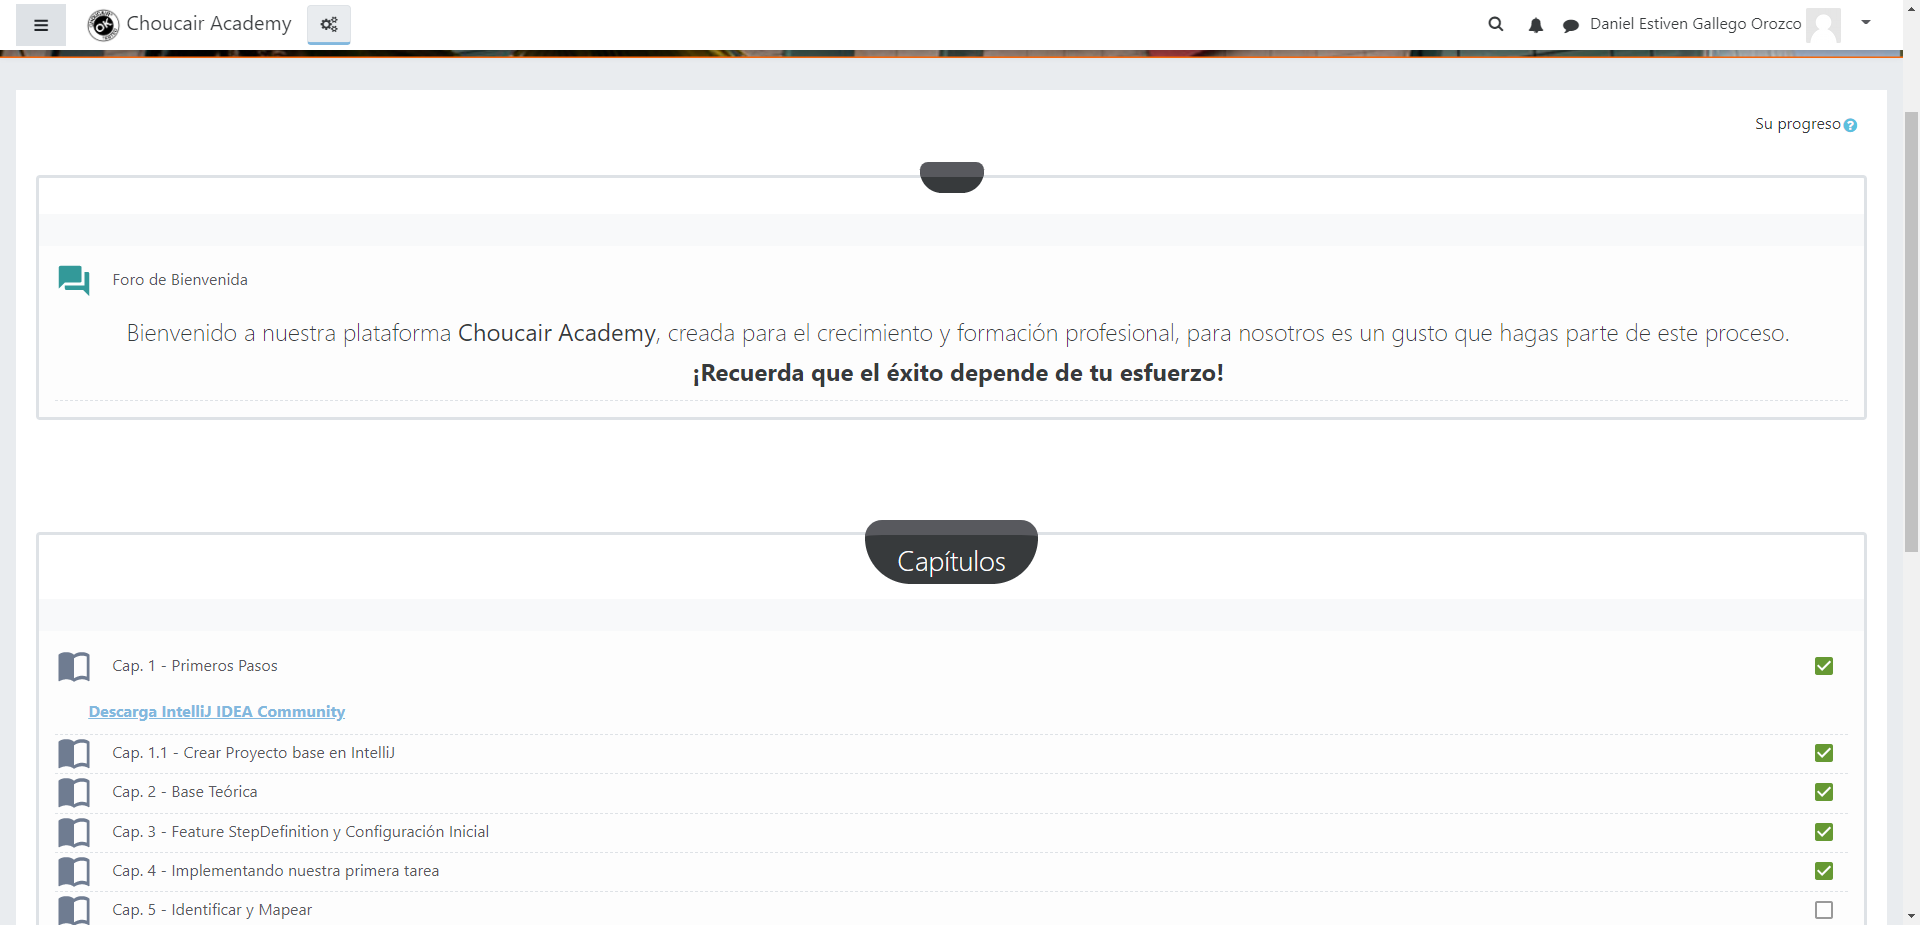 Choucair Academy
Daniel Estiven Gallego Orozco
Su progreso
Foro de Bienvenida
Bienvenido a nuestra plataforma Choucair Academy, creada para el crecimiento y formación profesional, para nosotros es un gusto que hagas parte de este proceso.
¡Recuerda que el éxito depende de tu esfuerzo!
Capítulos
Cap. 1 - Primeros Pasos
Descarga IntelliJ IDEA Community
Cap. 1.1 - Crear Proyecto base en IntelliJ
Cap. 2 - Base Teórica
Cap. 3 - Feature StepDefinition y Configuración Inicial
Cap. 4 - Implementando nuestra primera tarea
Cap. 5 - Identificar y Mapear